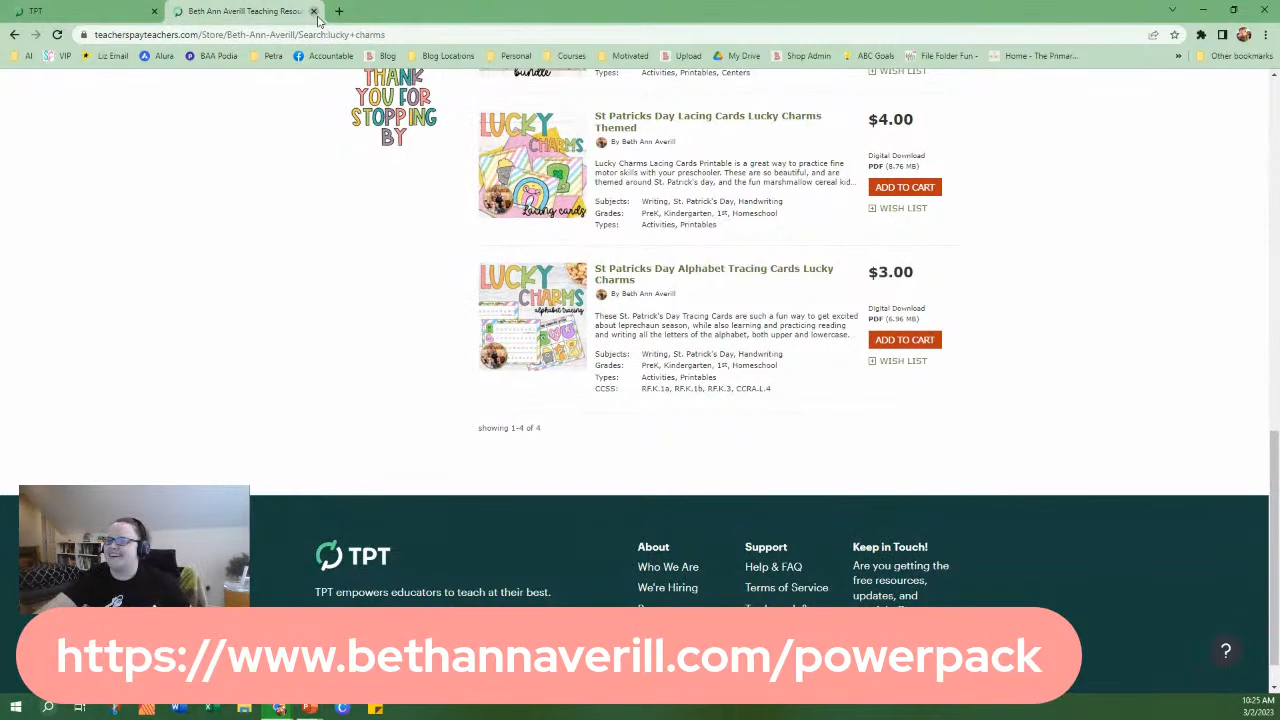 TPT
Beth Ann Averill Teaching Resou
teacherspayteachers.com/Store/Beth-Ann-Averill/Search:lucky+charms
AI
SAT
VIP
Liz Email
Alura
BAA Podia
Petra
Accountable
Blog
Blog Locations
Personal
Courses
Motivated
Upload
My Drive
Shop Admin
ABC Goals
File Folder Fun -
Home - The Primar...
»
Other bookmarks
THANK
YOU FOR
STOPPING
BY
bundle
Types: Activities, Printables, Centers
WISH LIST
LUCKY
CHARMS
Lacing cards
St Patricks Day Lacing Cards Lucky Charms
Themed
By Beth Ann Averill
Lucky Charms Lacing Cards Printable is a great way to practice fine
motor skills with your preschooler. These are so beautiful, and are
themed around St. Patrick's day, and the fun marshmallow cereal kid...
Subjects: Writing, St. Patrick's Day, Handwriting
Grades: PreK, Kindergarten, 1st, Homeschool
Types: Activities, Printables
$4.00
Digital Download
PDF (8.76 MB)
ADD TO CART
WISH LIST
LUCKY
CHARMS
alphabet tracing
St Patricks Day Alphabet Tracing Cards Lucky
Charms
By Beth Ann Averill
These St. Patrick's Day Tracing Cards are such a fun way to get excited
about leprechaun season, while also learning and practicing reading
and writing all the letters of the alphabet, both upper and lowercase.
Subjects: Writing, St. Patrick's Day, Handwriting
Grades: PreK, Kindergarten, 1st, Homeschool
Types: Activities, Printables
CCSS: RF.K.1a, RF.K.1b, RF.K.3, CCRA.L.4
$3.00
Digital Download
PDF (6.96 MB)
ADD TO CART
WISH LIST
showing 1-4 of 4
TPT
TPT empowers educators to teach at their best.
About
Who We Are
We're Hiring
Support
Help & FAQ
Terms of Service
Keep in Touch!
Are you getting the
free resources,
updates, and
?
https://www.bethannaverill.com/powerpack
10:25 AM
3/2/2023